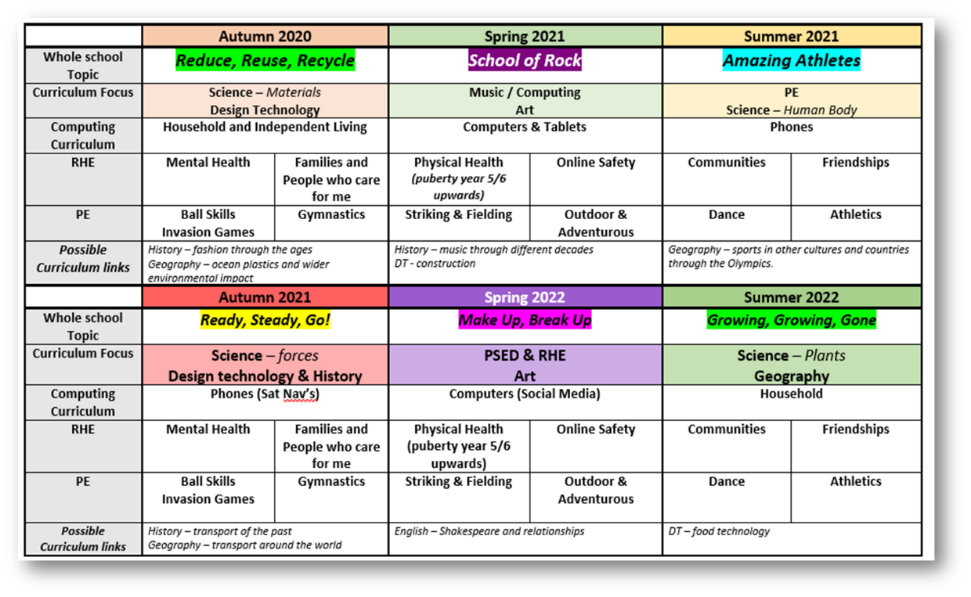 Autumn 2020 Spring 2021 Summer 2021
Whole school Topic Reduce, Reuse, Recycle School of Rock Amazing Athletes
Curriculum Focus Science – Materials Music / Computing PE
Design Technology Art Science – Human Body
Computing Curriculum Household and Independent Living Computers & Tablets Phones
RHE Mental Health Families and Physical Health Online Safety Communities Friendships
People who care (puberty year 5/6
for me upwards)
PE Ball Skills Gymnastics Striking & Fielding Outdoor & Dance Athletics
Invasion Games Adventurous
Possible History – fashion through the ages History – music through different decades Geography – sports in other cultures and countries
Curriculum links Geography – ocean plastics and wider DT - construction through the Olympics.
environmental impact
Autumn 2021 Spring 2022 Summer 2022
Whole school Topic Ready, Steady, Go! Make Up, Break Up Growing, Growing, Gone
Curriculum Focus Science – forces PSED & RHE Science – Plants
Design technology & History Art Geography
Computing Curriculum Phones (Sat Nav's) Computers (Social Media) Household
RHE Mental Health Families and Physical Health Online Safety Communities Friendships
People who care (puberty year 5/6
for me upwards)
PE Ball Skills Gymnastics Striking & Fielding Outdoor & Dance Athletics
Invasion Games Adventurous
Possible History – transport of the past English – Shakespeare and relationships DT – food technology
Curriculum links Geography – transport around the world